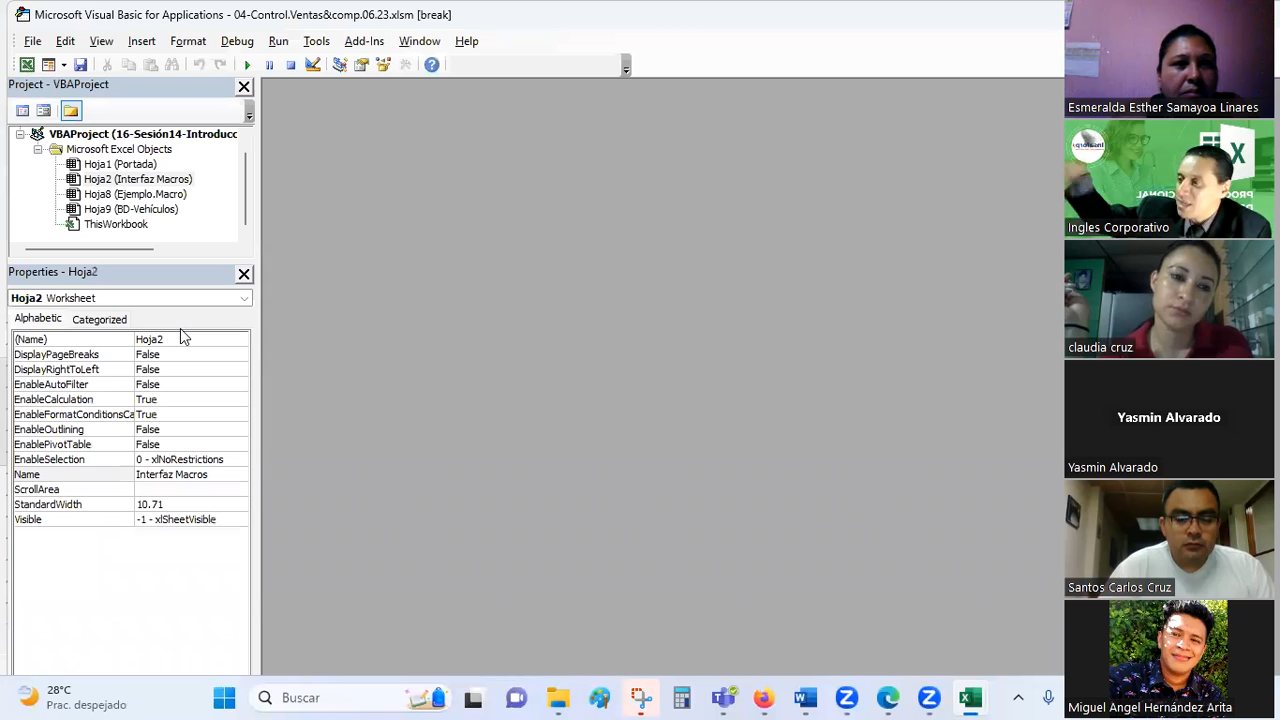 Microsoft Visual Basic for Applications - 04-Control.Ventas&comp.06.23.xlsm [break]
File Edit View Insert Format Debug Run Tools Add-Ins Window Help
Project - VBAProject
VBAProject (16-Sesión14-Introducc
Microsoft Excel Objects
Hoja1 (Portada)
Hoja2 (Interfaz Macros)
Hoja8 (Ejemplo.Macro)
Hoja9 (BD-Vehículos)
ThisWorkbook
Properties - Hoja2
Hoja2 Worksheet
Alphabetic Categorized
(Name) Hoja2
DisplayPageBreaks False
DisplayRightToLeft False
EnableAutoFilter False
EnableCalculation True
EnableFormatConditionsCa True
EnableOutlining False
EnablePivotTable False
EnableSelection 0 - xlNoRestrictions
Name Interfaz Macros
ScrollArea
StandardWidth 10.71
Visible -1 - xlSheetVisible
28°C
Prac. despejado
Buscar
Esmeralda Esther Samayoa Linares
Ingles Corporativo
claudia cruz
Yasmin Alvarado
Yasmin Alvarado
Santos Carlos Cruz
Miguel Angel Hernández Arita